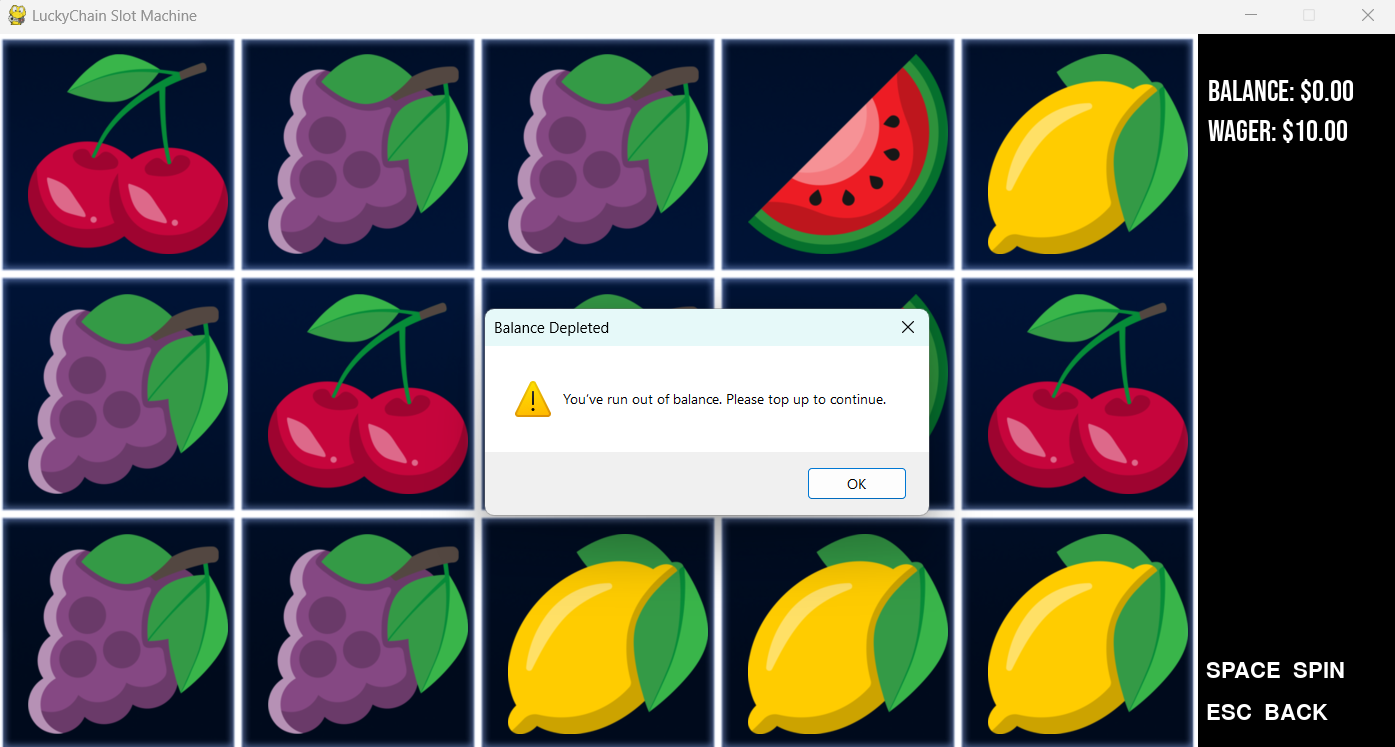 LuckyChain Slot Machine
BALANCE: $0.00
WAGER: $10.00
Balance Depleted
You've run out of balance. Please top up to continue.
OK
SPACE SPIN
ESC BACK